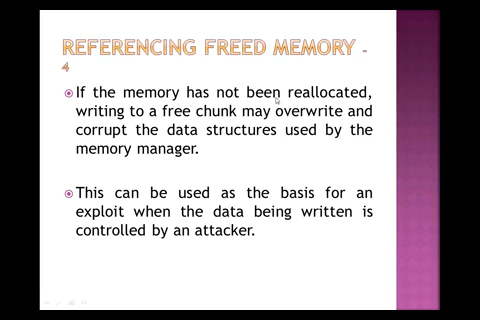 REFERENCING FREED MEMORY -
4
If the memory has not been reallocated,
writing to a free chunk may overwrite and
corrupt the data structures used by the
memory manager.
This can be used as the basis for an
exploit when the data being written is
controlled by an attacker.